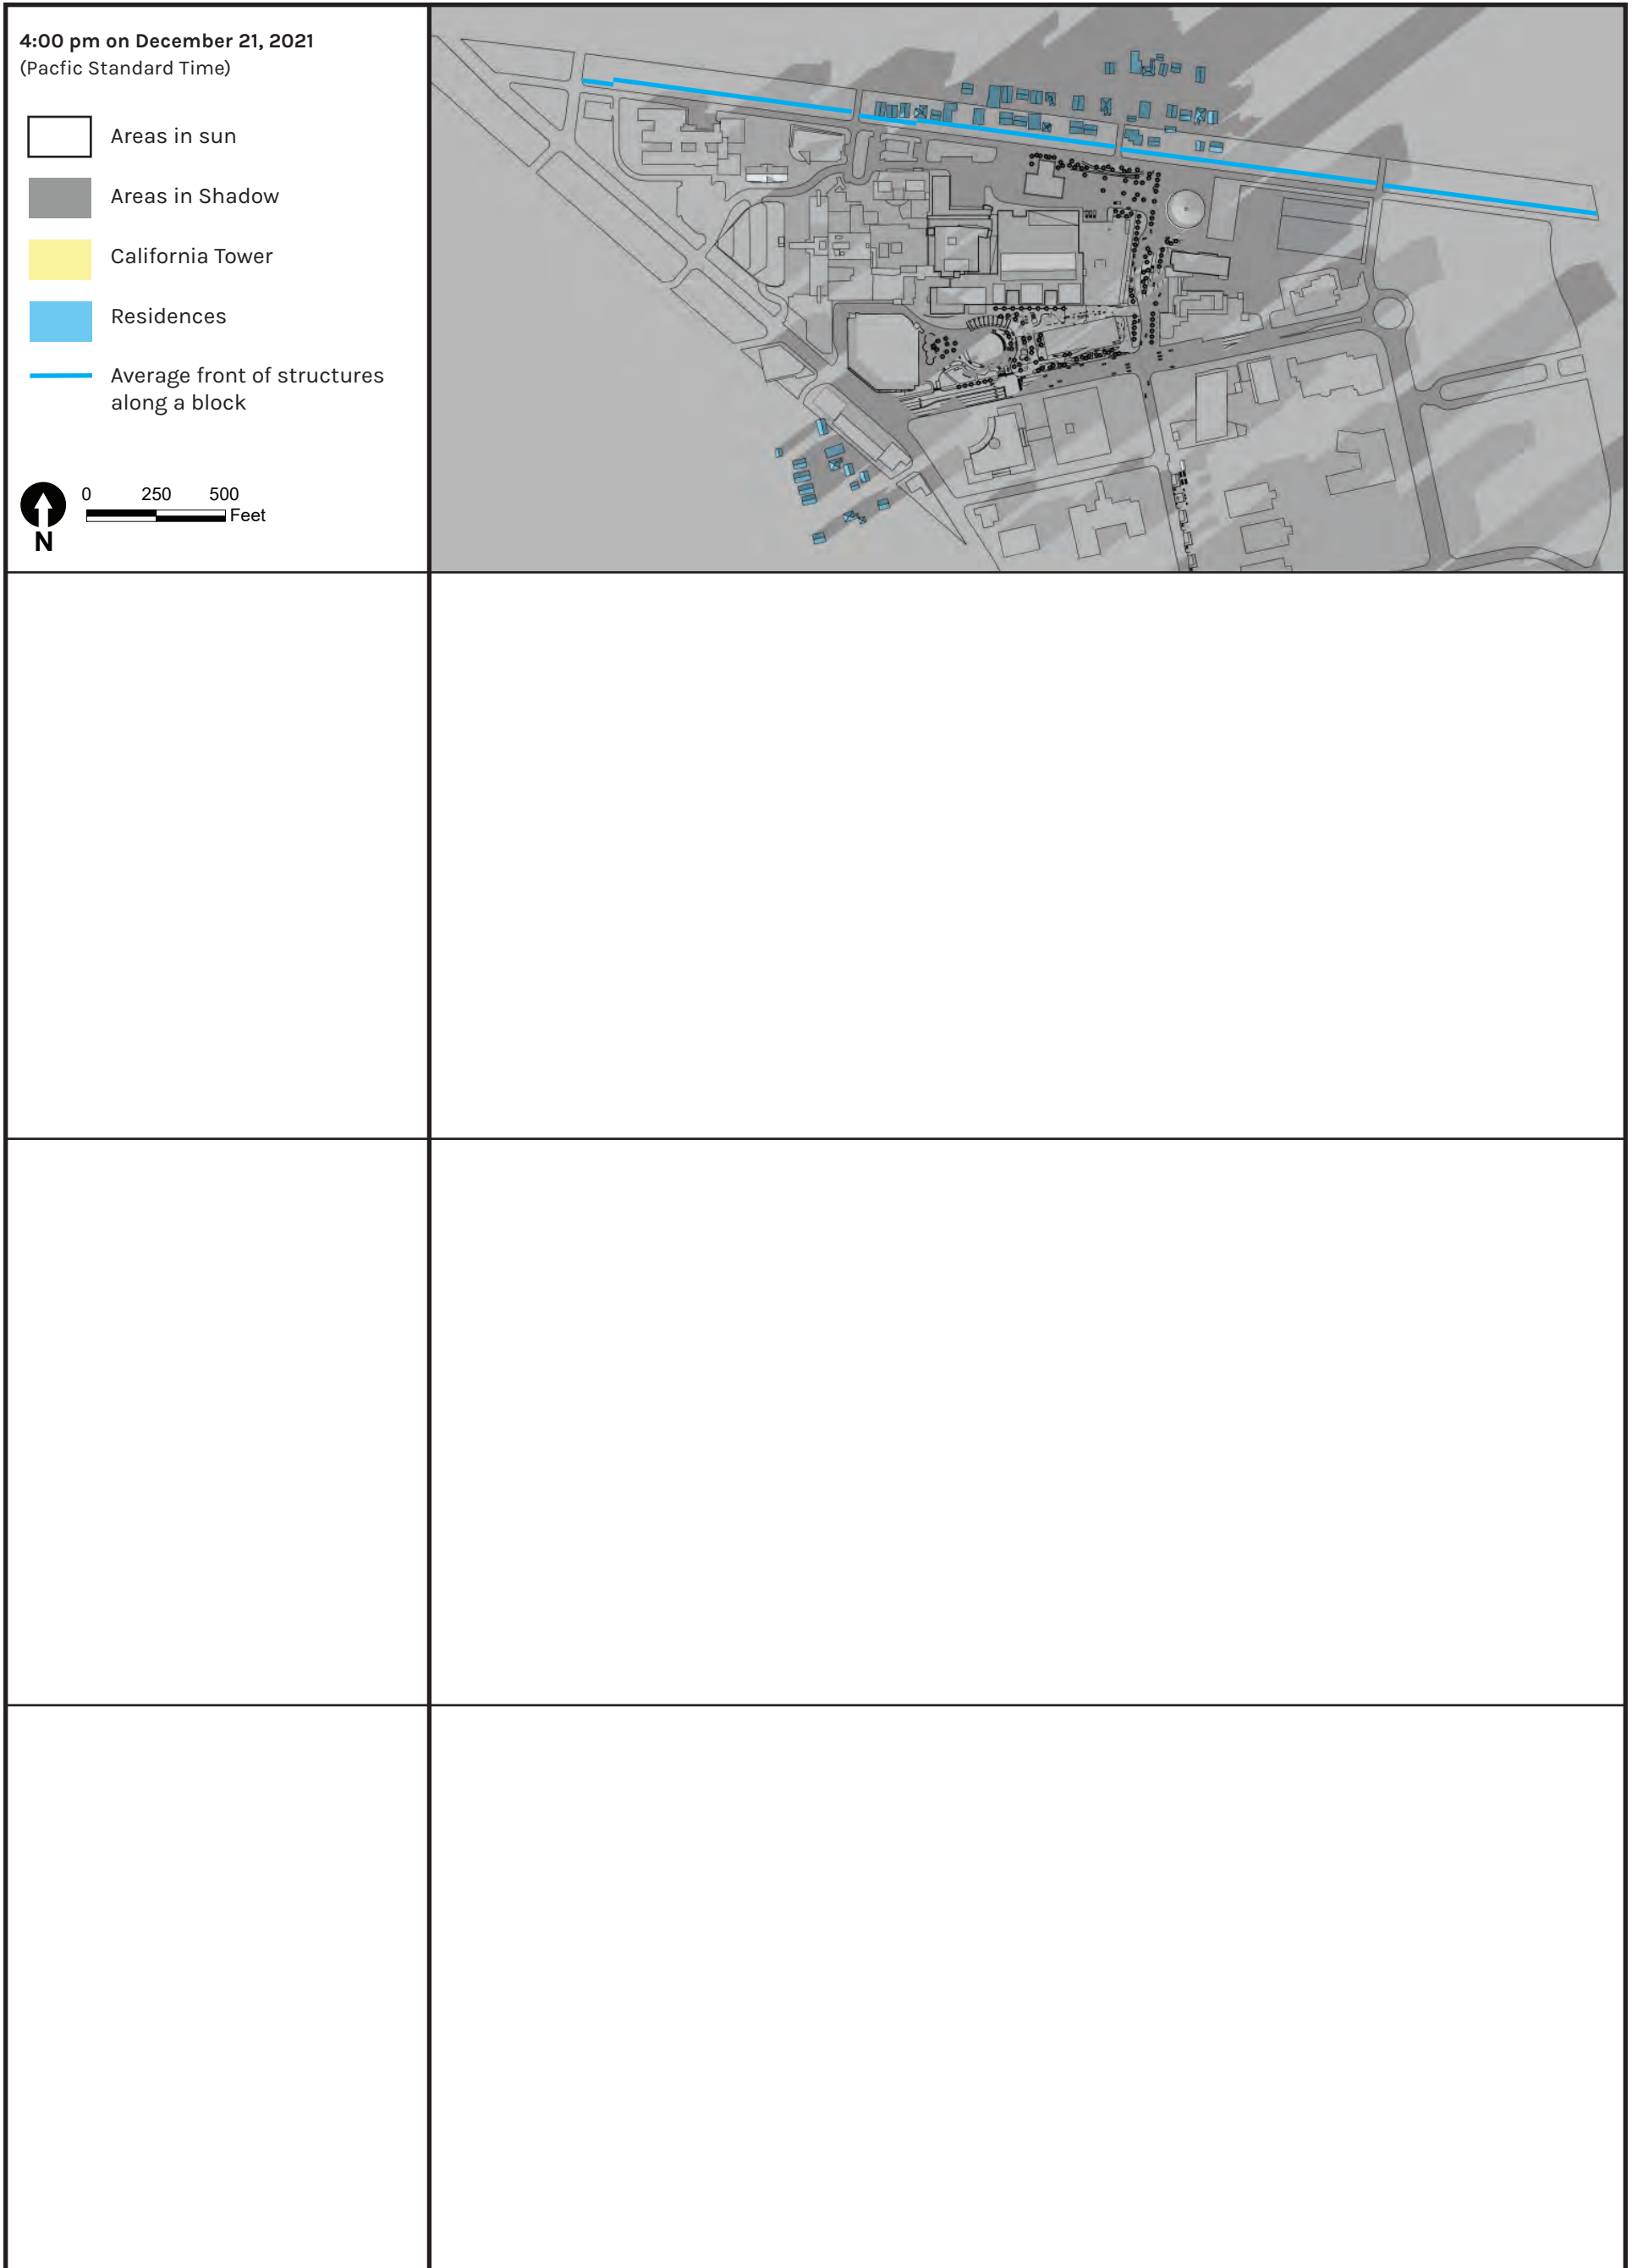 4:00 pm on December 21, 2021
(Pacfic Standard Time)
Areas in sun
Areas in Shadow
California Tower
Residences
Average front of structures
along a block
0 250 500
Feet
N